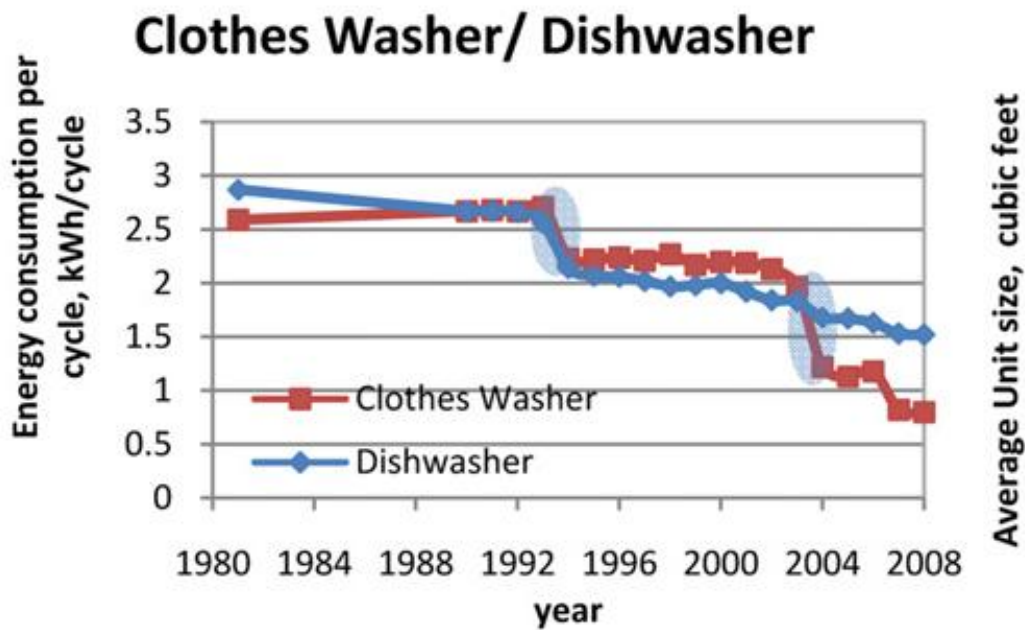 Clothes Washer/ Dishwasher
Energy consumption per
cycle, kWh/cycle
3.5
3
2.5
2
1.5
1
0.5
0
Clothes Washer
Dishwasher
1980 1984 1988 1992 1996 2000 2004 2008
year
Average Unit size, cubic feet